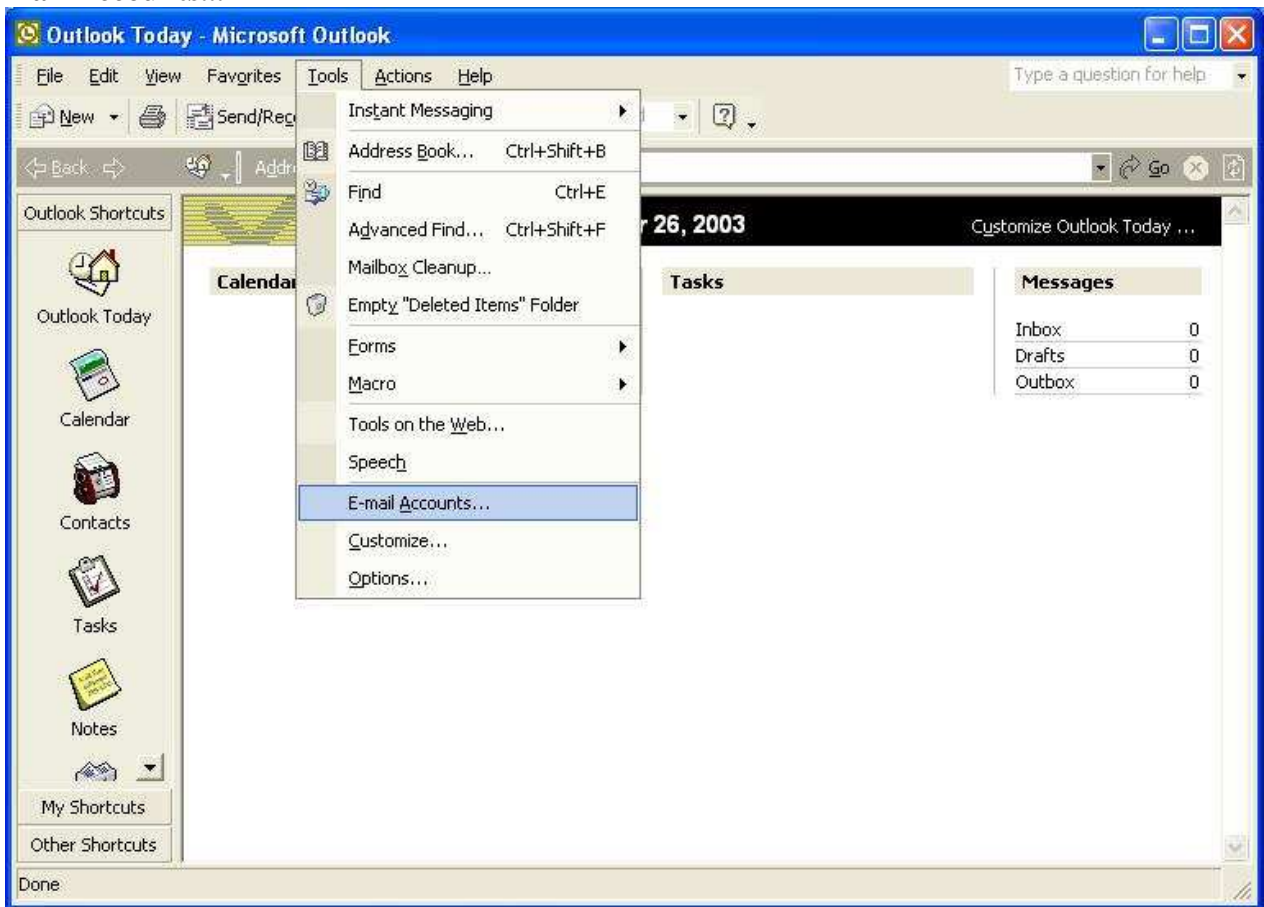 Outlook Today - Microsoft Outlook
File Edit View Favorites Tools Actions Help
Type a question for help
New Send/Rec
Back
Addr
Go
Instant Messaging
Address Book... Ctrl+Shift+B
Find Ctrl+E
Advanced Find... Ctrl+Shift+F
Mailbox Cleanup...
Empty "Deleted Items" Folder
Forms
Macro
Tools on the Web...
Speech
E-mail Accounts...
Customize...
Options...
Outlook Shortcuts
Outlook Today
Calendar
Contacts
Tasks
Notes
My Shortcuts
Other Shortcuts
r 26, 2003
Customize Outlook Today ...
Calendar
Tasks
Messages
Inbox 0
Drafts 0
Outbox 0
Done